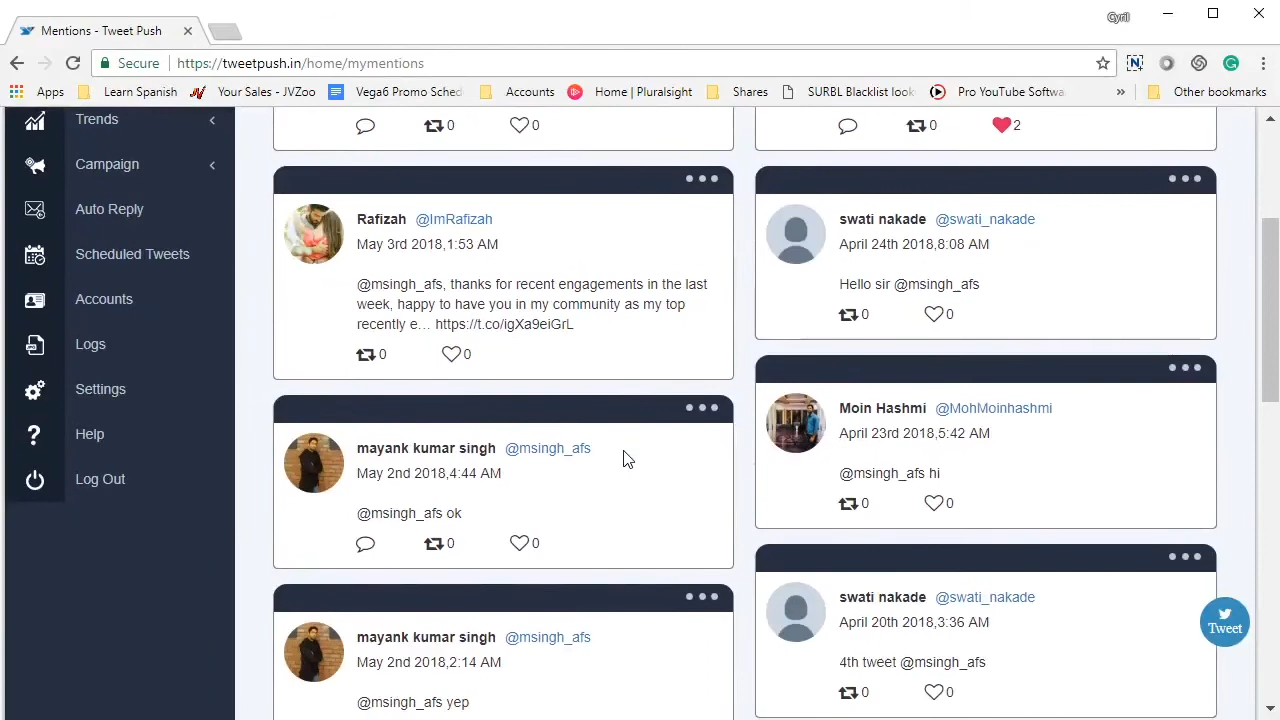 Mentions - Tweet Push
Cyril
Secure
https://tweetpush.in/home/mymentions
Apps
Learn Spanish
Your Sales - JVZoo
Vega6 Promo Sched
Accounts
Home | Pluralsight
Shares
SURBL Blacklist look
Pro YouTube Softwa
»
Other bookmarks
Trends
Campaign
Auto Reply
Scheduled Tweets
Accounts
Logs
Settings
Help
Log Out
0
0
Rafizah @ImRafizah
May 3rd 2018,1:53 AM
@msingh_afs, thanks for recent engagements in the last
week, happy to have you in my community as my top
recently e… https://t.co/igXa9eiGrL
0
0
mayank kumar singh @msingh_afs
May 2nd 2018,4:44 AM
@msingh_afs ok
0
0
mayank kumar singh @msingh_afs
May 2nd 2018,2:14 AM
@msingh_afs yep
0
2
swati nakade @swati_nakade
April 24th 2018,8:08 AM
Hello sir @msingh_afs
0
0
Moin Hashmi @MohMoinhashmi
April 23rd 2018,5:42 AM
@msingh_afs hi
0
0
swati nakade @swati_nakade
April 20th 2018,3:36 AM
4th tweet @msingh_afs
0
0
Tweet